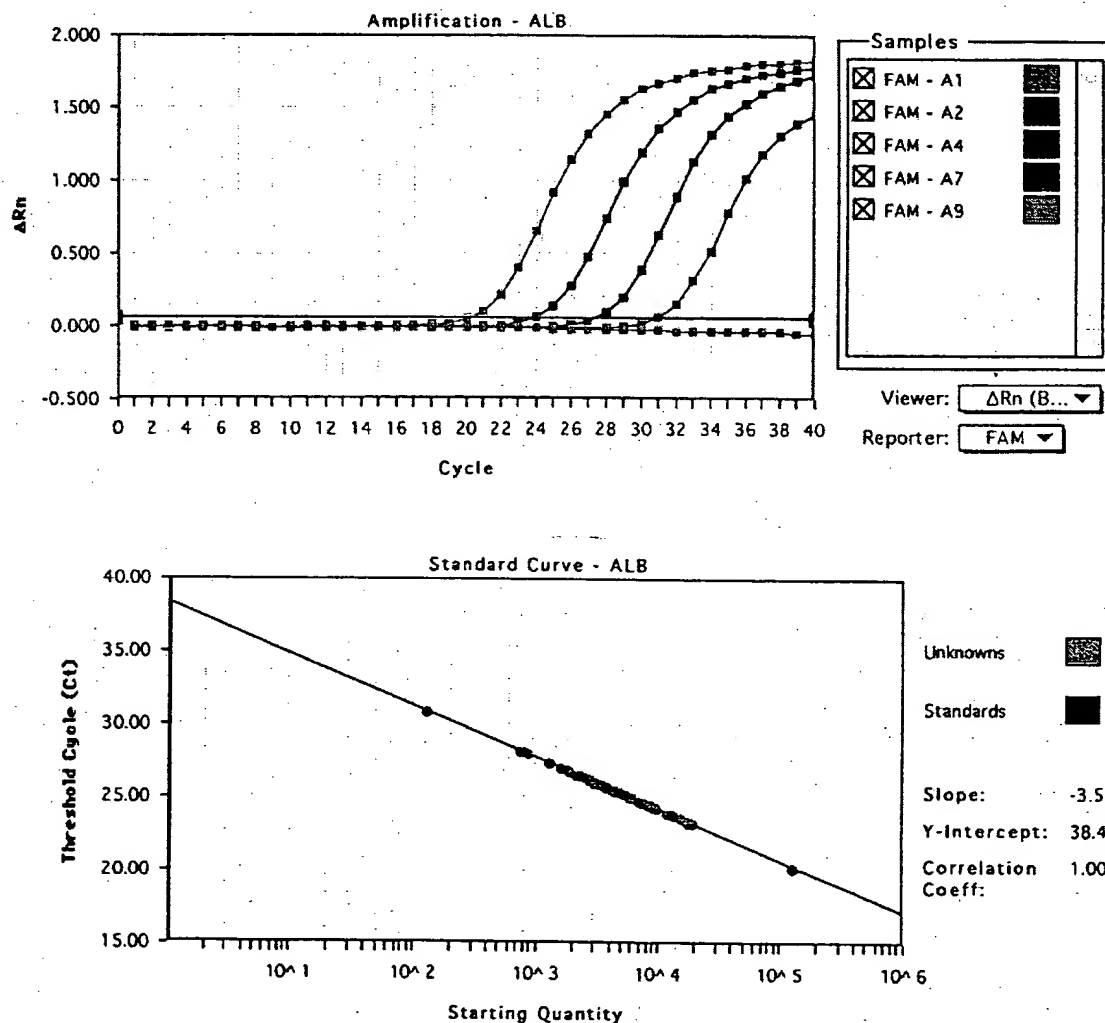 Amplification - ALB
2.000
1.500
1.000
0.500
0.000
-0.500
ΔRn
0 2 4 6 8 10 12 14 16 18 20 22 24 26 28 30 32 34 36 38 40
Cycle
Samples
FAM - A1
FAM - A2
FAM - A4
FAM - A7
FAM - A9
Viewer: ΔRn (B...
Reporter: FAM
Standard Curve - ALB
40.00
35.00
30.00
25.00
20.00
15.00
Threshold Cycle (Ct)
10^1 10^2 10^3 10^4 10^5 10^6
Starting Quantity
Unknowns
Standards
Slope: -3.5
Y-Intercept: 38.4
Correlation 1.00
Coeff: